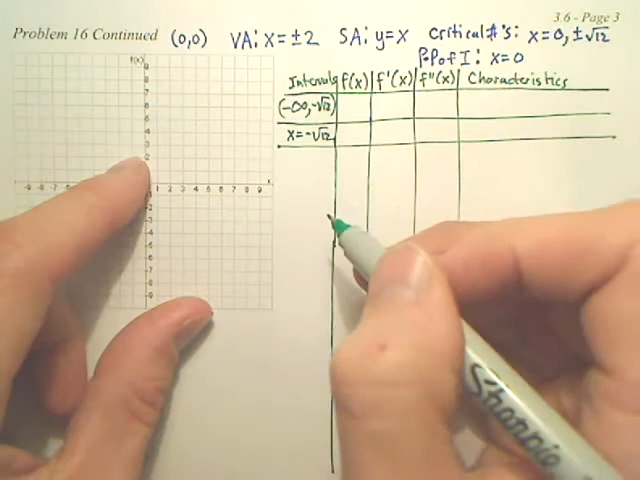 3.6 - Page 3
Problem 16 Continued (0,0) VA: x = ±2 SA: y = x Critical #'s: x = 0, ±√12
PP of I: x = 0
Intervals f(x) f'(x) f"(x) Characteristics
(-∞, -√12)
x = -√12
Sharpie